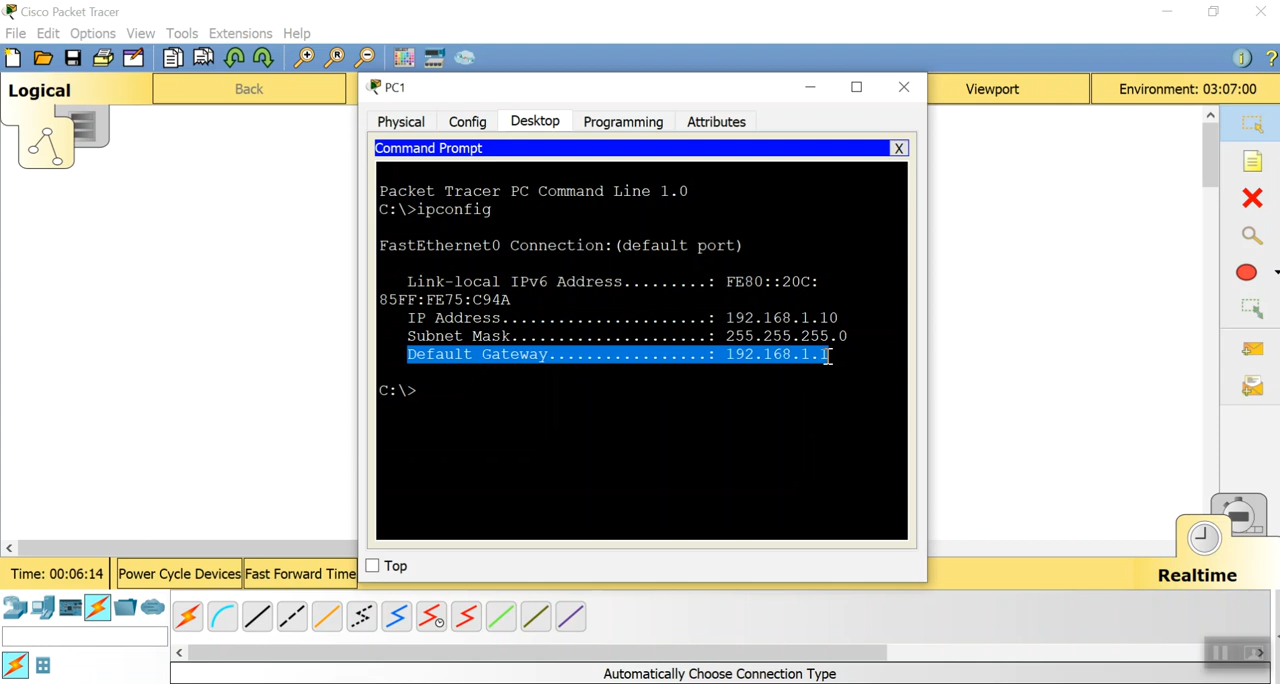 Cisco Packet Tracer
File Edit Options View Tools Extensions Help
Logical
Back
Viewport
Environment: 03:07:00
PC1
Physical Config Desktop Programming Attributes
Command Prompt
X
Packet Tracer PC Command Line 1.0
C:\>ipconfig
FastEthernet0 Connection:(default port)
Link-local IPv6 Address.........: FE80::20C:
85FF:FE75:C94A
IP Address......................: 192.168.1.10
Subnet Mask.....................: 255.255.255.0
Default Gateway.................: 192.168.1.1
C:\>
Top
Time: 00:06:14
Power Cycle Devices
Fast Forward Time
Realtime
Automatically Choose Connection Type